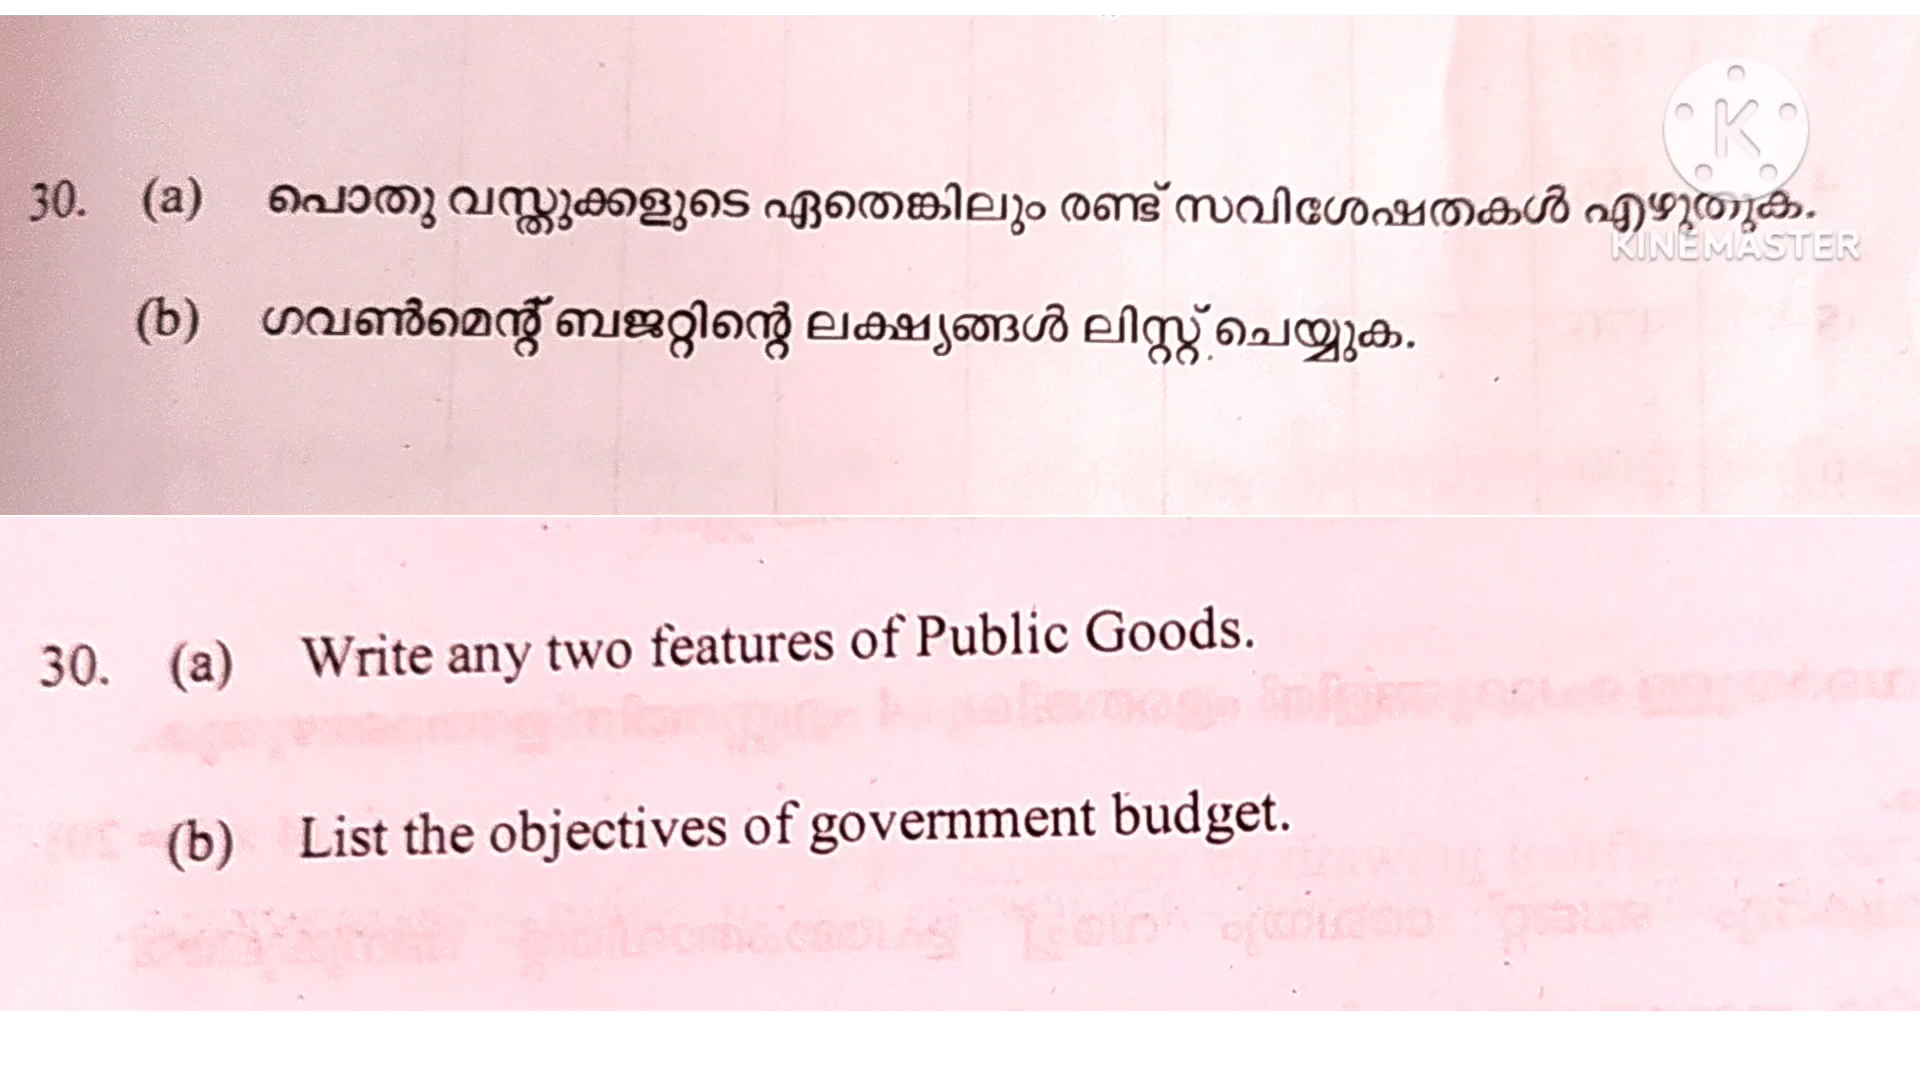 30. (a) പൊതു വസ്തുക്കളുടെ ഏതെങ്കിലും രണ്ട് സവിശേഷതകൾ എഴുതുക.
KINEMASTER
(b) ഗവൺമെന്റ് ബജറ്റിന്റെ ലക്ഷ്യങ്ങൾ ലിസ്റ്റ് ചെയ്യുക.
30. (a) Write any two features of Public Goods.
(b) List the objectives of government budget.